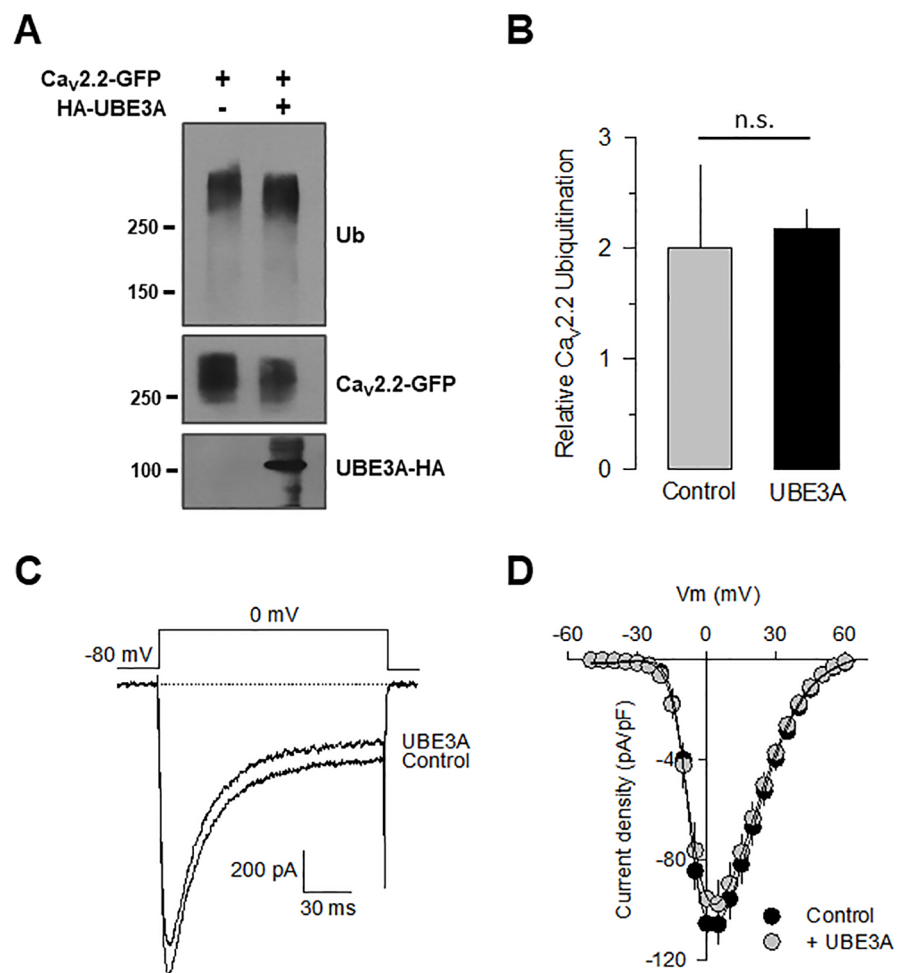 A
Cav2.2-GFP + +
HA-UBE3A - +
250
150
Ub
250
Cav2.2-GFP
100
UBE3A-HA
B
n.s.
Relative Cav2.2 Ubiquitination
3
2
1
0
Control UBE3A
C
0 mV
-80 mV
UBE3A
Control
200 pA
30 ms
D
Vm (mV)
-60 -30 0 30 60
Current density (pA/pF)
-40
-80
-120
Control
+ UBE3A